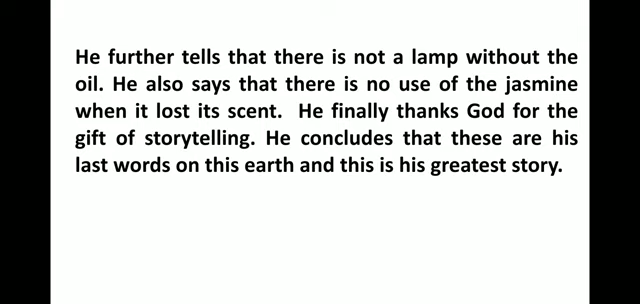 He further tells that there is not a lamp without the
oil. He also says that there is no use of the jasmine
when it lost its scent. He finally thanks God for the
gift of storytelling. He concludes that these are his
last words on this earth and this is his greatest story.